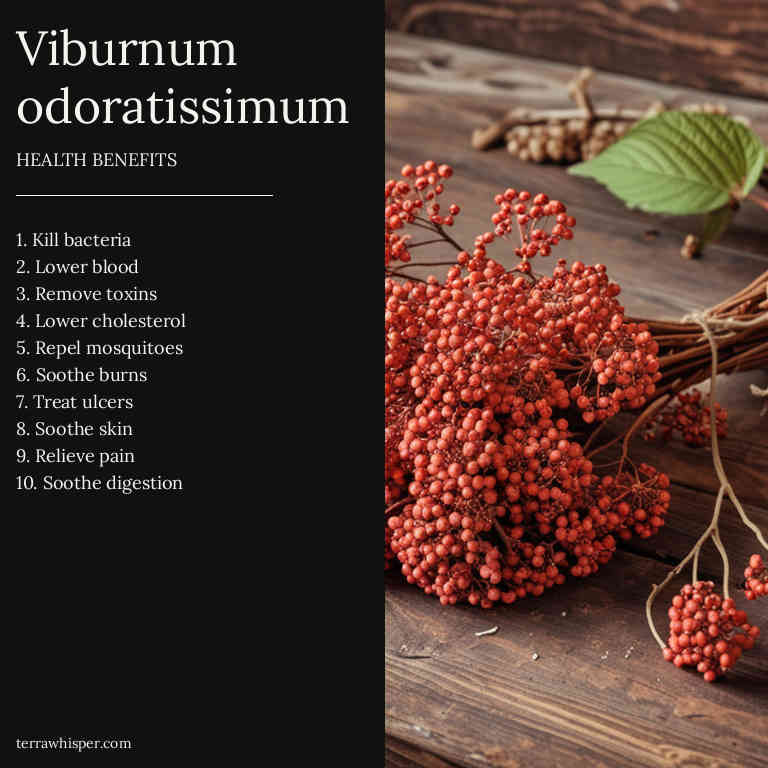 Viburnum
odoratissimum
HEALTH BENEFITS
1. Kill bacteria
2. Lower blood
3. Remove toxins
4. Lower cholesterol
5. Repel mosquitoes
6. Soothe burns
7. Treat ulcers
8. Soothe skin
9. Relieve pain
10. Soothe digestion
terrawhisper.com